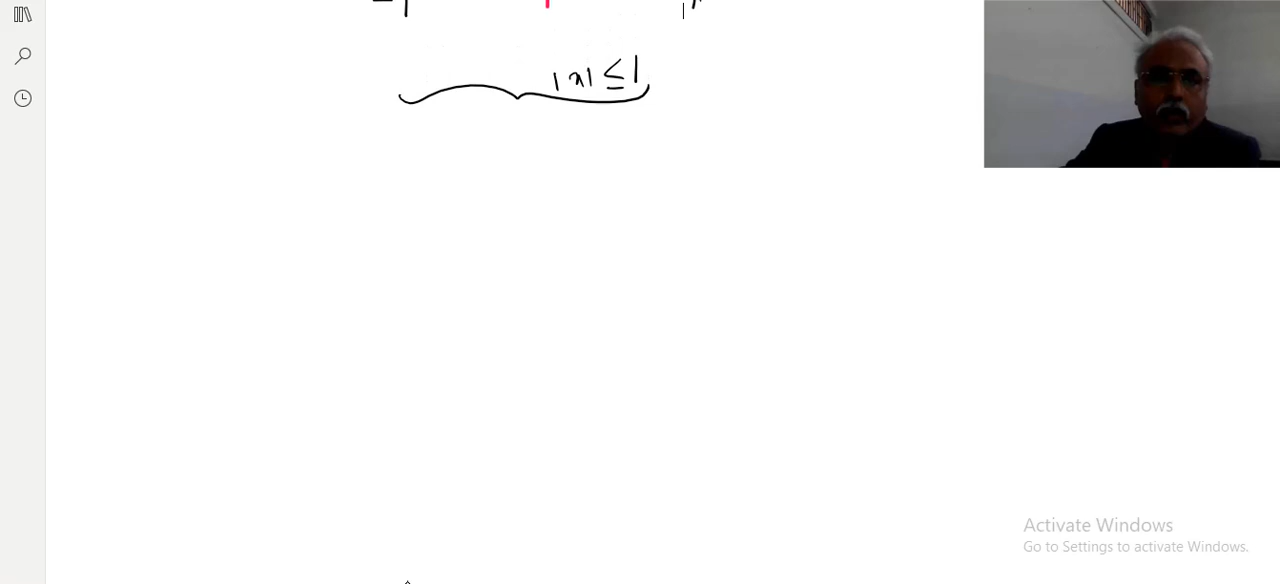 |x| ≤ 1
Activate Windows
Go to Settings to activate Windows.